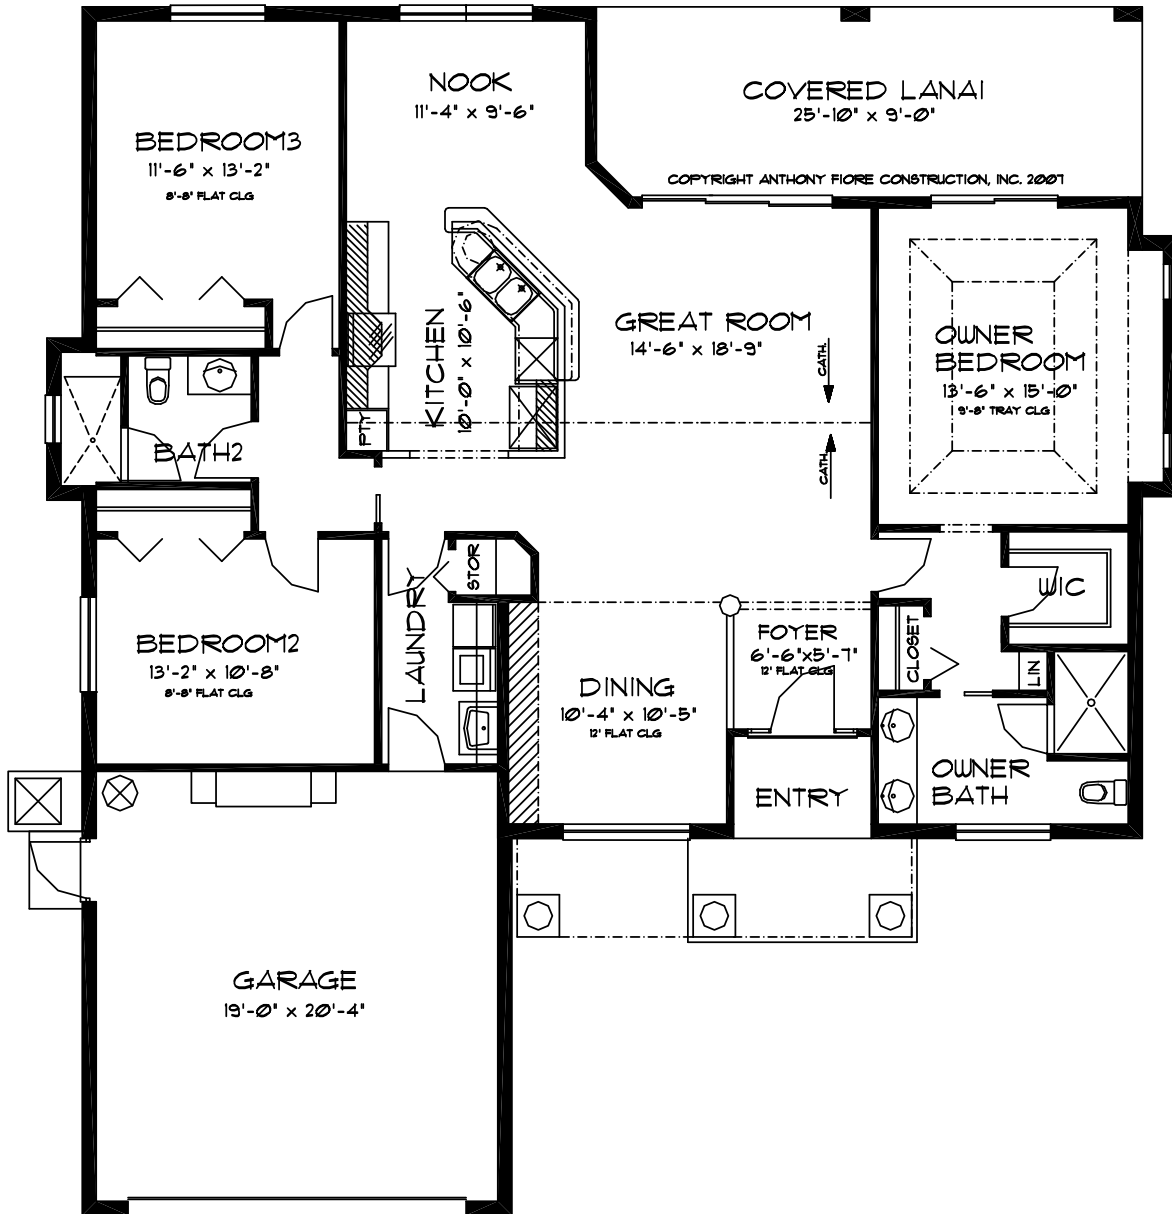 NOOK
11'-4" x 9'-6"
COVERED LANAI
25'-10" x 9'-0"
BEDROOM3
11'-6" x 13'-2"
8'-8" FLAT CLG
COPYRIGHT ANTHONY FIORE CONSTRUCTION, INC. 2007
KITCHEN
10'-0" x 10'-6"
PTY
GREAT ROOM
14'-6" x 18'-9"
CATH.
CATH.
OWNER
BEDROOM
13'-6" x 15'-0"
9'-8" TRAY CLG
BATH2
STOR
LAUNDRY
WIC
BEDROOM2
13'-2" x 10'-8"
8'-8" FLAT CLG
FOYER
6'-6"x5'-7"
12' FLAT CLG
CLOSET
LIN
DINING
10'-4" x 10'-5"
12' FLAT CLG
ENTRY
OWNER
BATH
GARAGE
19'-0" x 20'-4"